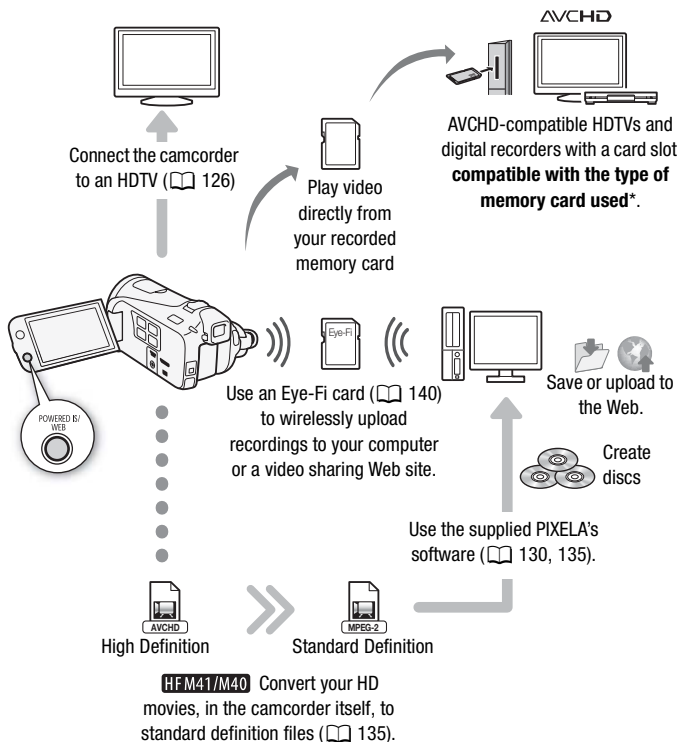 AVCHD
Connect the camcorder
to an HDTV ( 126)
Play video
directly from
your recorded
memory card
AVCHD-compatible HDTVs and
digital recorders with a card slot
compatible with the type of
memory card used*.
POWERED IS/
WEB
Eye-Fi
Use an Eye-Fi card ( 140)
to wirelessly upload
recordings to your computer
or a video sharing Web site.
Save or upload to
the Web.
Create
discs
Use the supplied PIXELA's
software ( 130, 135).
AVCHD
High Definition
MPEG-2
Standard Definition
HF M41/M40 Convert your HD
movies, in the camcorder itself, to
standard definition files ( 135).